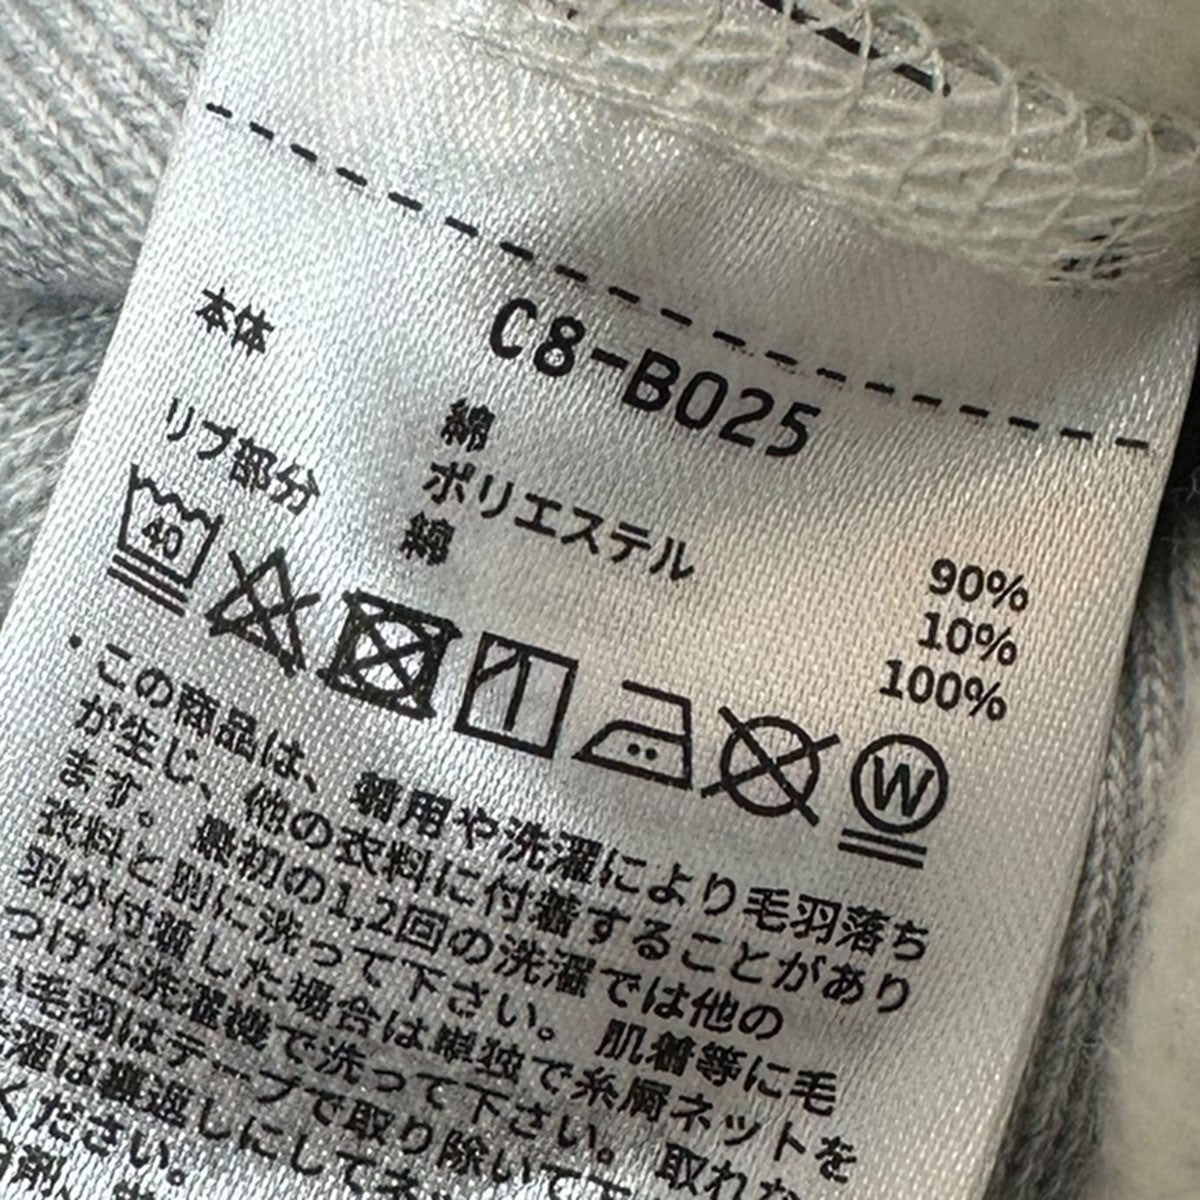 C8-B025
本体 綿 90%
ポリエステル 10%
リブ部分 綿 100%
40
W
・この商品は、着用や洗濯により毛羽落ち
が生じ、他の衣料に付着することがあり
ます。最初の1,2回の洗濯では他の
衣料と別に洗って下さい。肌着等に毛
羽が付着した場合は単独で糸屑ネットを
つけた洗濯機で洗って下さい。取れな
い毛羽はテープで取り除いて下
洗濯は裏返しにしてネッ
ください。